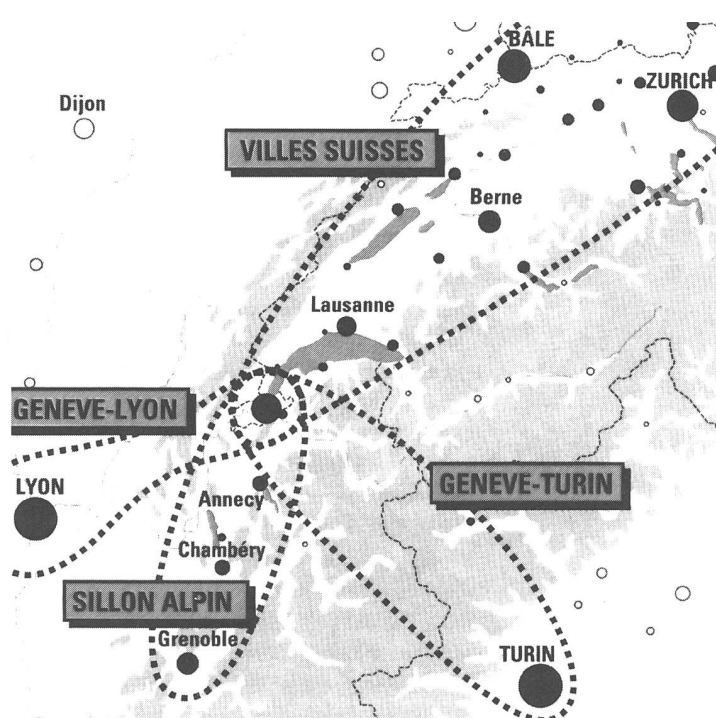 BÂLE
ZURICH
Dijon
VILLES SUISSES
Berne
Lausanne
GENEVE-LYON
LYON
GENEVE-TURIN
Annecy
Chambéry
SILLON ALPIN
Grenoble
TURIN